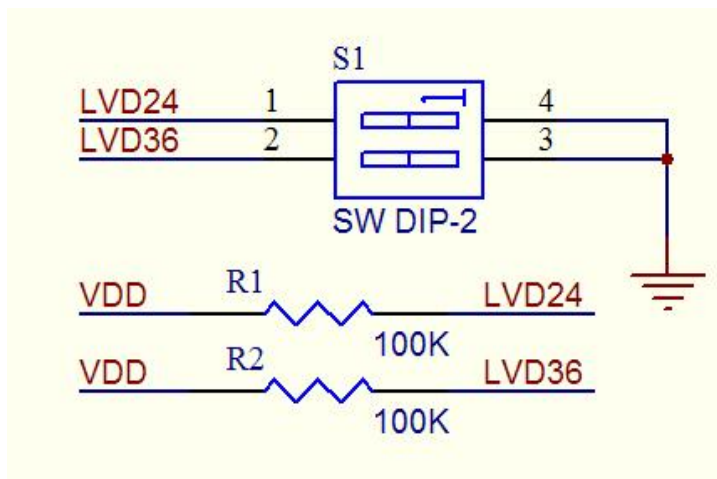 S1
LVD24 1 4
LVD36 2 3
SW DIP-2
VDD R1 LVD24
100K
VDD R2 LVD36
100K